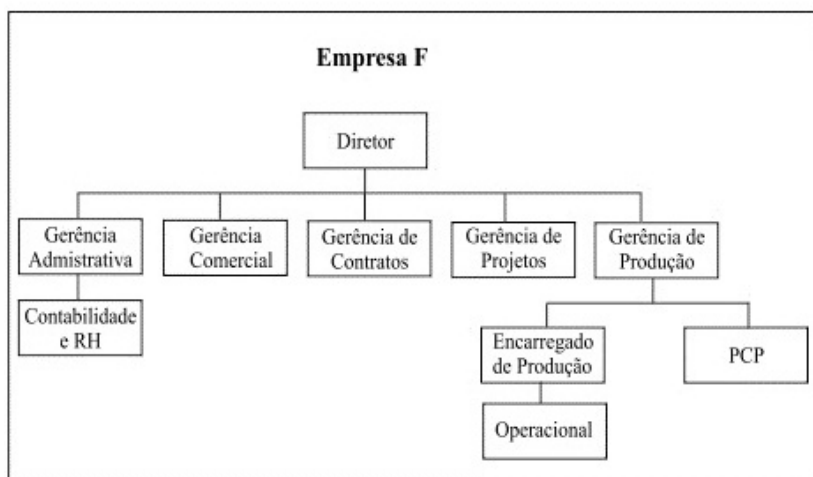 Empresa F
Diretor
Gerência
Admistrativa
Gerência
Comercial
Gerência de
Contratos
Gerência de
Projetos
Gerência de
Produção
Contabilidade
e RH
Encarregado
de Produção
PCP
Operacional